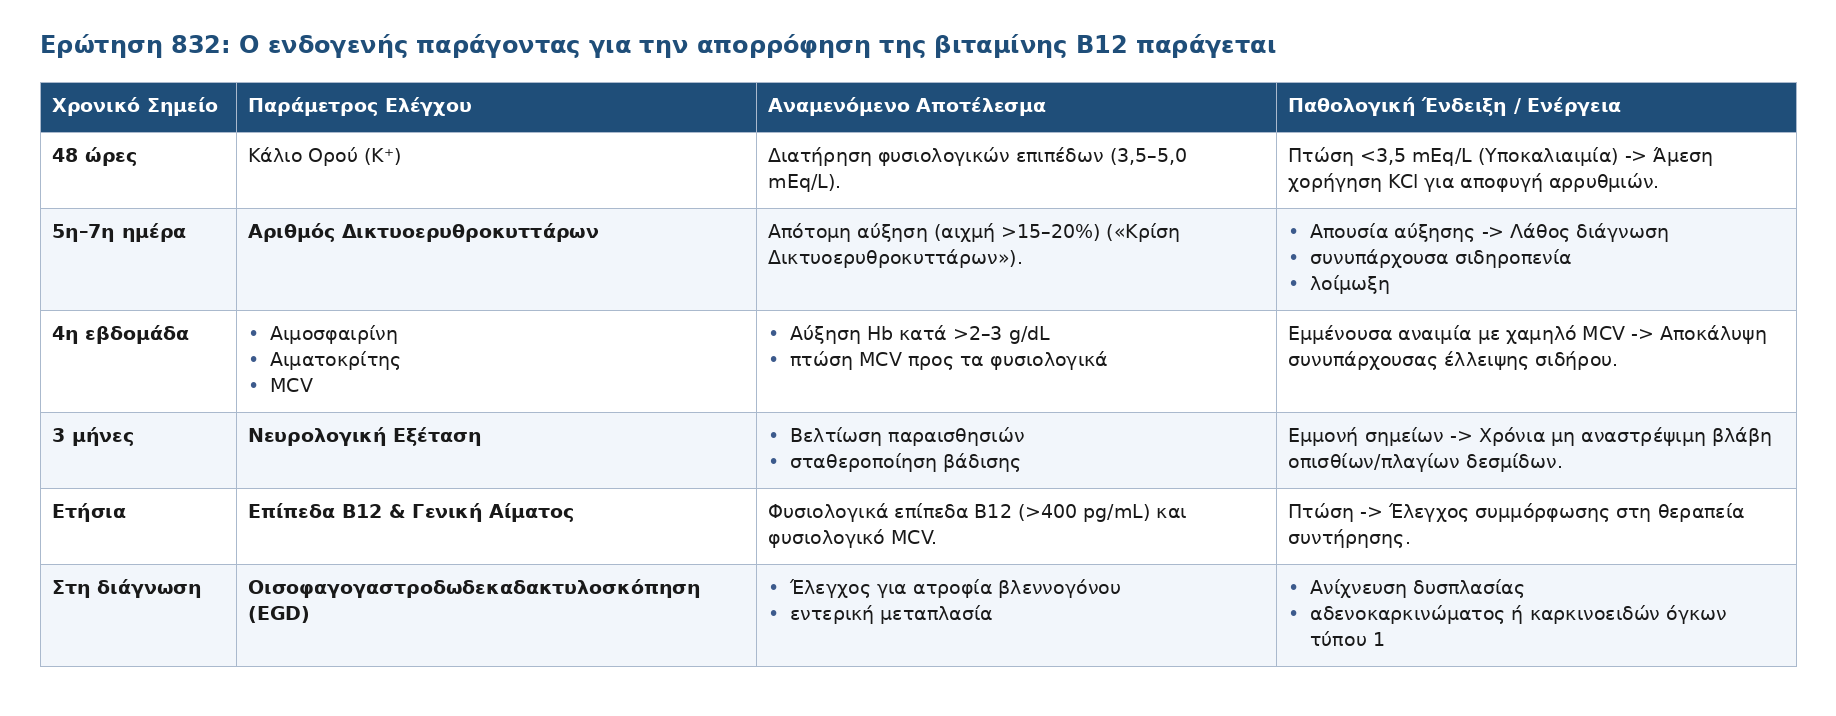 Ερώτηση 832: Ο ενδογενής παράγοντας για την απορρόφηση της βιταμίνης Β12 παράγεται
Χρονικό Σημείο
Παράμετρος Ελέγχου
Αναμενόμενο Αποτέλεσμα
Παθολογική Ένδειξη / Ενέργεια
48 ώρες
Κάλιο Ορού (K⁺)
Διατήρηση φυσιολογικών επιπέδων (3,5–5,0
mEq/L).
Πτώση <3,5 mEq/L (Υποκαλιαιμία) -> Άμεση
χορήγηση KCl για αποφυγή αρρυθμιών.
5η–7η ημέρα
Αριθμός Δικτυοερυθροκυττάρων
Απότομη αύξηση (αιχμή >15–20%) («Κρίση
Δικτυοερυθροκυττάρων»).
• Απουσία αύξησης -> Λάθος διάγνωση
• συνυπάρχουσα σιδηροπενία
• λοίμωξη
4η εβδομάδα
• Αιμοσφαιρίνη
• Αιματοκρίτης
• MCV
• Αύξηση Hb κατά >2–3 g/dL
• πτώση MCV προς τα φυσιολογικά
Εμμένουσα αναιμία με χαμηλό MCV -> Αποκάλυψη
συνυπάρχουσας έλλειψης σιδήρου.
3 μήνες
Νευρολογική Εξέταση
• Βελτίωση παραισθησιών
• σταθεροποίηση βάδισης
Εμμονή σημείων -> Χρόνια μη αναστρέψιμη βλάβη
οπισθίων/πλαγίων δεσμίδων.
Ετήσια
Επίπεδα Β12 & Γενική Αίματος
Φυσιολογικά επίπεδα Β12 (>400 pg/mL) και
φυσιολογικό MCV.
Πτώση -> Έλεγχος συμμόρφωσης στη θεραπεία
συντήρησης.
Στη διάγνωση
Οισοφαγογαστροδωδεκαδακτυλοσκόπηση
(EGD)
• Έλεγχος για ατροφία βλεννογόνου
• εντερική μεταπλασία
• Ανίχνευση δυσπλασίας
• αδενοκαρκινώματος ή καρκινοειδών όγκων
τύπου 1